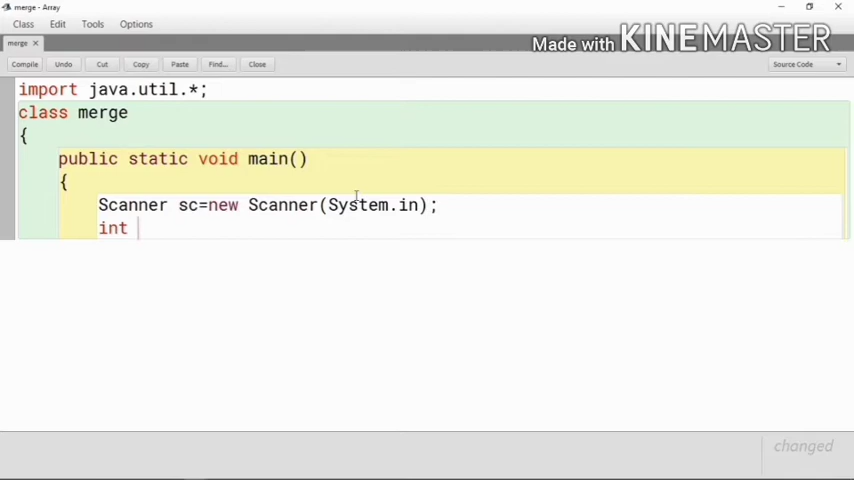 merge - Array
Class Edit Tools Options
merge
Made with KINEMASTER
Compile Undo Cut Copy Paste Find... Close Source Code
import java.util.*;
class merge
{
public static void main()
{
Scanner sc=new Scanner(System.in);
int
changed